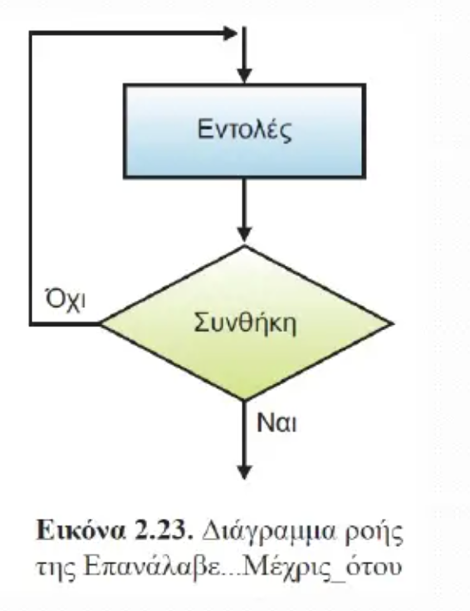 Εντολές
Όχι
Συνθήκη
Ναι
Εικόνα 2.23. Διάγραμμα ροής
της Επανάλαβε...Μέχρις_ότου